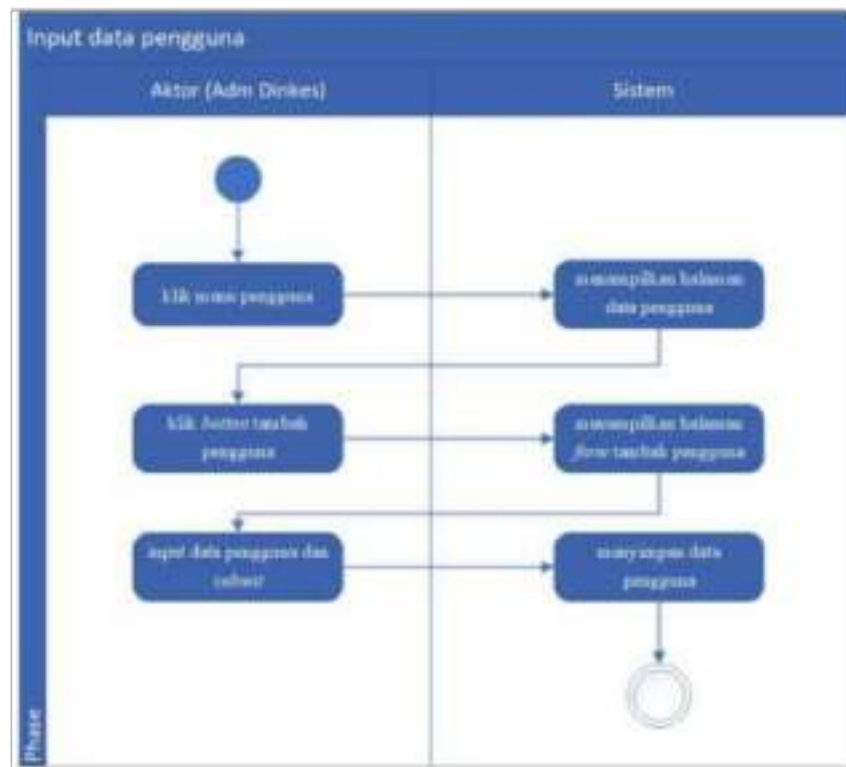 Input data pengguna
Aktor (Adm Dinkes)
Sistem
klik menu pengguna
menampilkan halaman
data pengguna
klik button tambah
pengguna
menampilkan halaman
form tambah pengguna
input data pengguna dan
submit
menyimpan data
pengguna
Phase